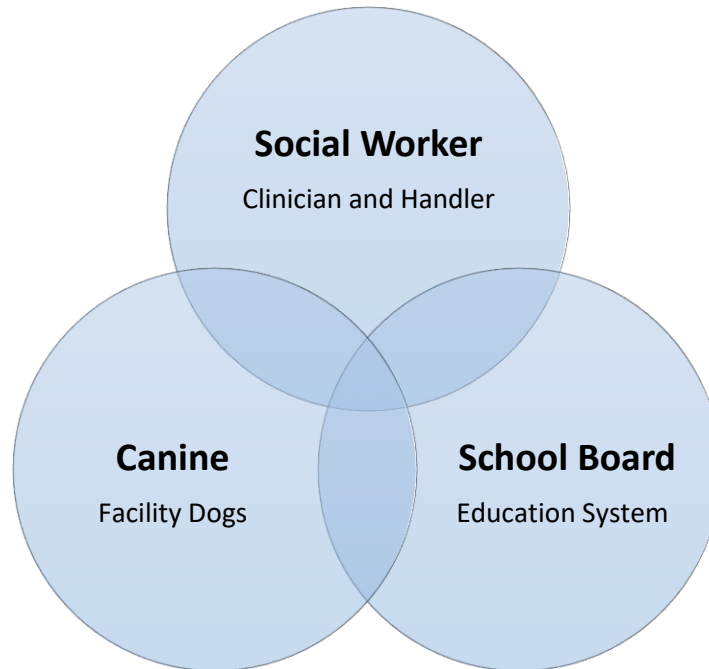 Social Worker
Clinician and Handler
Canine
Facility Dogs
School Board
Education System